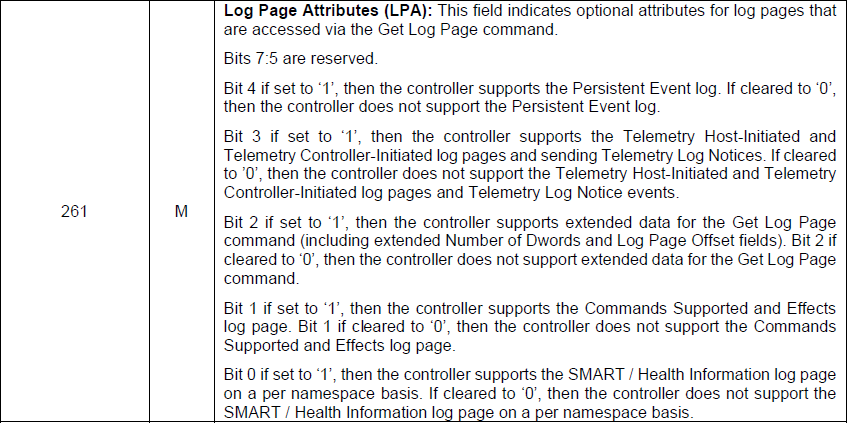 Log Page Attributes (LPA): This field indicates optional attributes for log pages that
are accessed via the Get Log Page command.
Bits 7:5 are reserved.
Bit 4 if set to ‘1’, then the controller supports the Persistent Event log. If cleared to ‘0’,
then the controller does not support the Persistent Event log.
Bit 3 if set to ‘1’, then the controller supports the Telemetry Host-Initiated and
Telemetry Controller-Initiated log pages and sending Telemetry Log Notices. If cleared
to ’0’, then the controller does not support the Telemetry Host-Initiated and Telemetry
Controller-Initiated log pages and Telemetry Log Notice events.
261
M
Bit 2 if set to ‘1’, then the controller supports extended data for the Get Log Page
command (including extended Number of Dwords and Log Page Offset fields). Bit 2 if
cleared to ‘0’, then the controller does not support extended data for the Get Log Page
command.
Bit 1 if set to ‘1’, then the controller supports the Commands Supported and Effects
log page. Bit 1 if cleared to ‘0’, then the controller does not support the Commands
Supported and Effects log page.
Bit 0 if set to ‘1’, then the controller supports the SMART / Health Information log page
on a per namespace basis. If cleared to ‘0’, then the controller does not support the
SMART / Health Information log page on a per namespace basis.